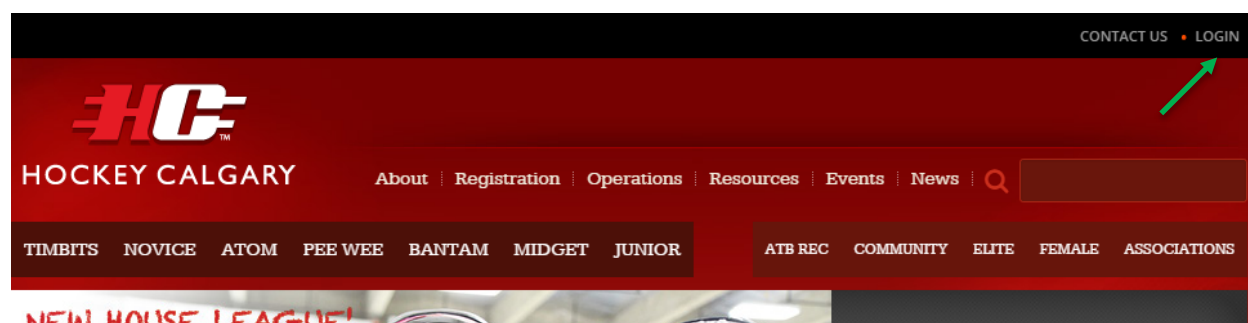 CONTACT US • LOGIN
HC TM
HOCKEY CALGARY
About Registration Operations Resources Events News
TIMBITS NOVICE ATOM PEE WEE BANTAM MIDGET JUNIOR ATB REC COMMUNITY ELITE FEMALE ASSOCIATIONS
NEW HOUSE LEAGUE!